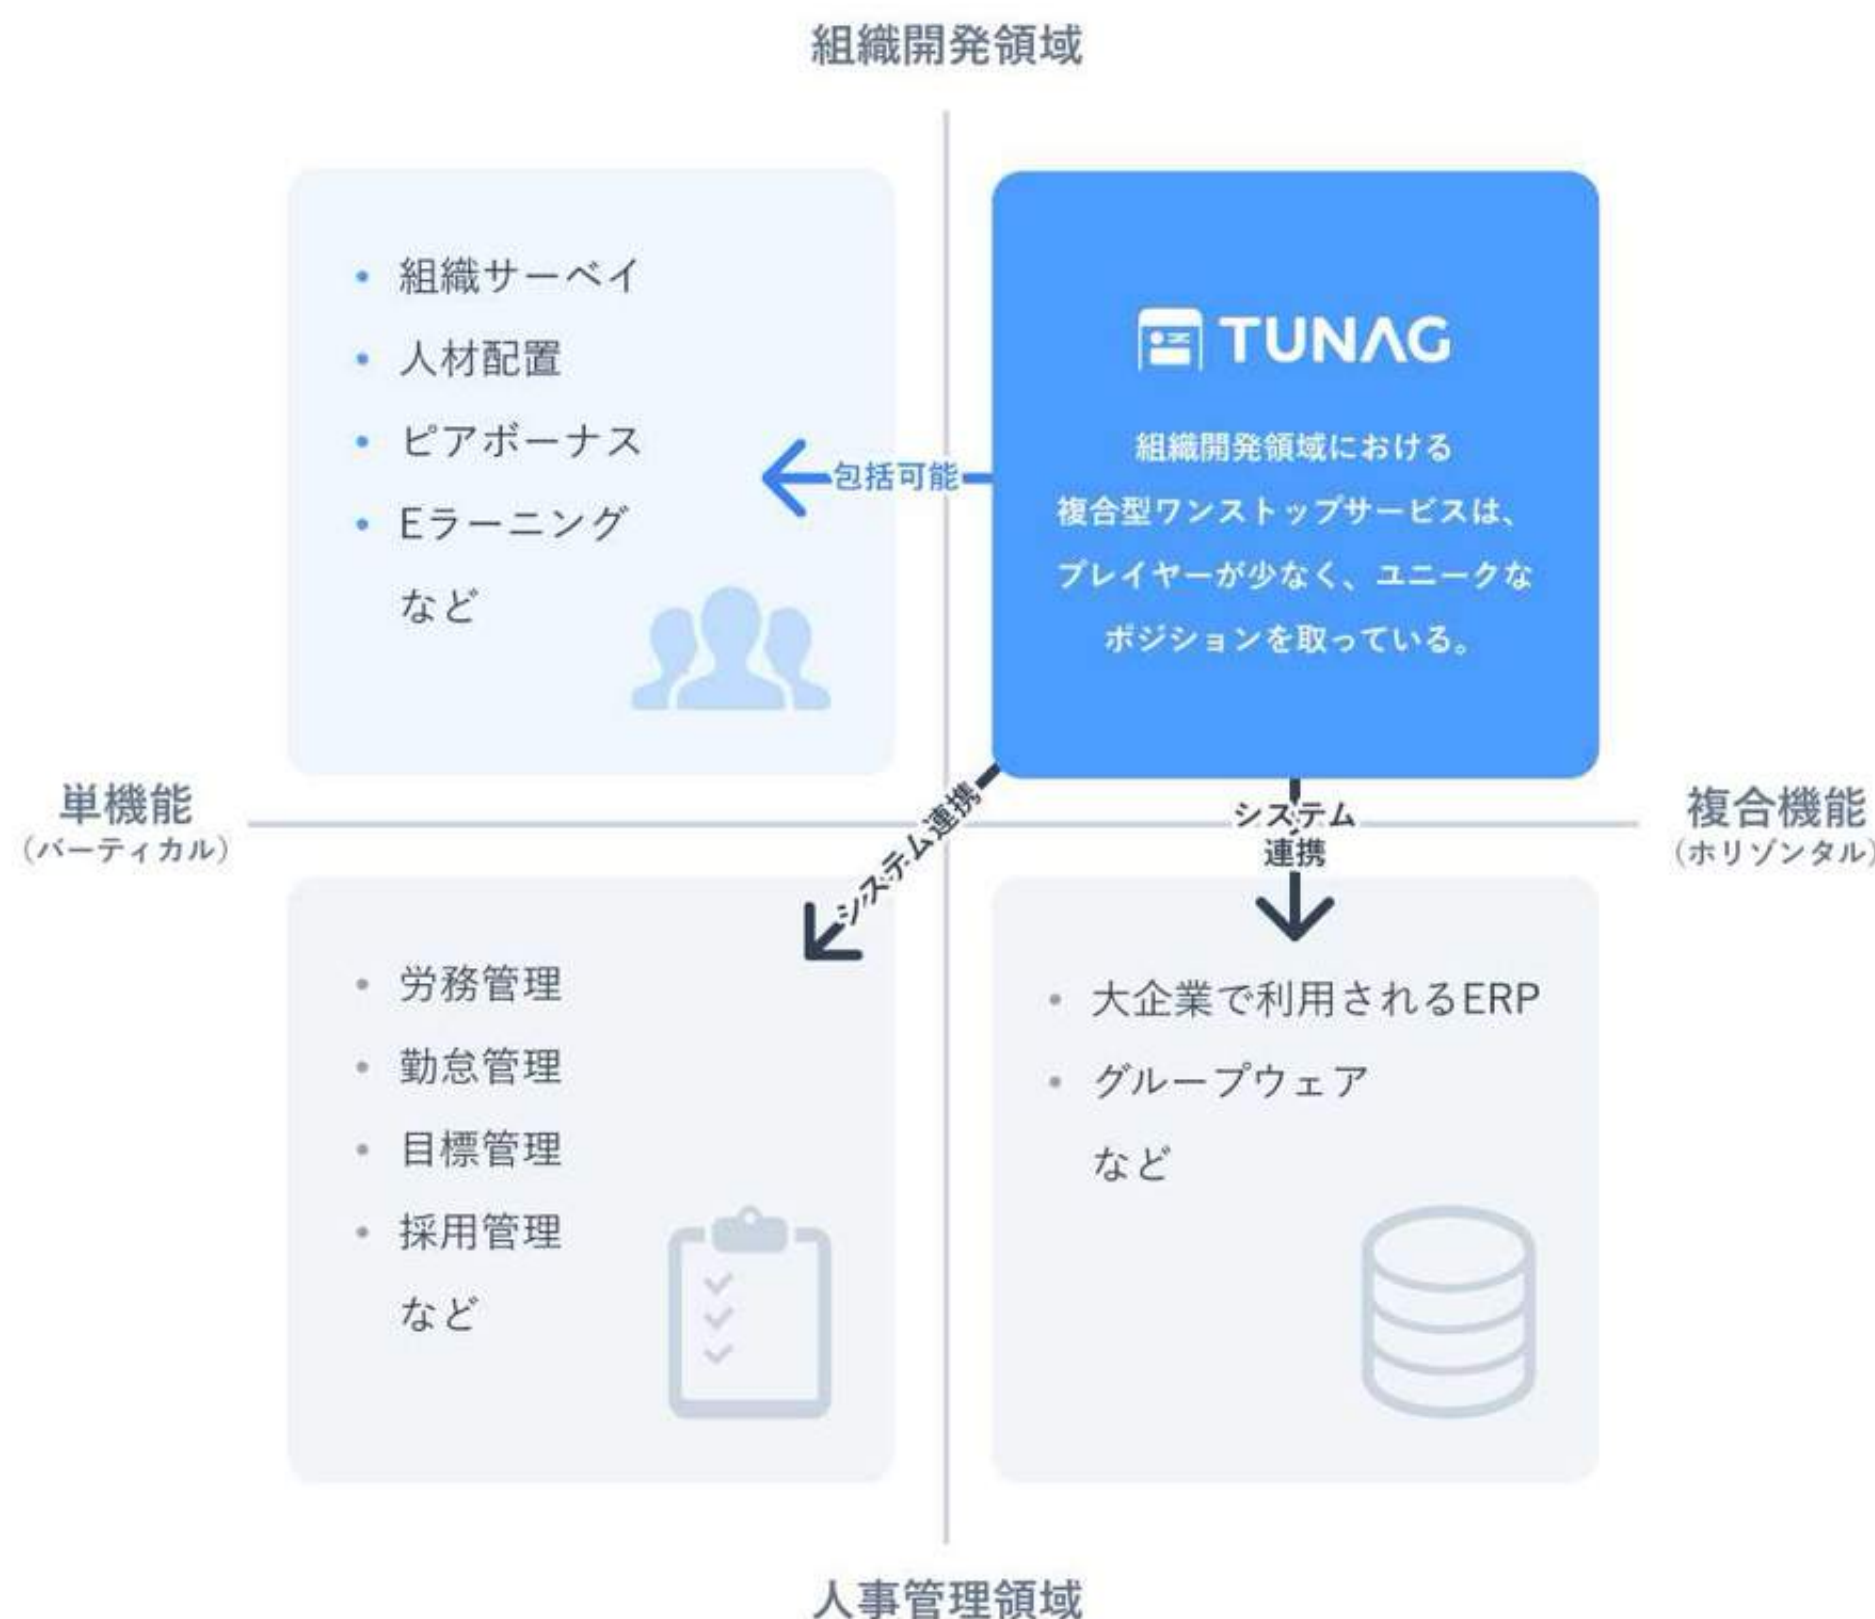 組織開発領域
組織サーベイ
人材配置
ピアボーナス
Eラーニング
など
包括可能
TUNAG
組織開発領域における
複合型ワンストップサービスは、
プレイヤーが少なく、ユニークな
ポジションを取っている。
単機能
（バーティカル）
システム連携
システム
連携
複合機能
（ホリゾンタル）
労務管理
勤怠管理
目標管理
採用管理
など
大企業で利用されるERP
グループウェア
など
人事管理領域